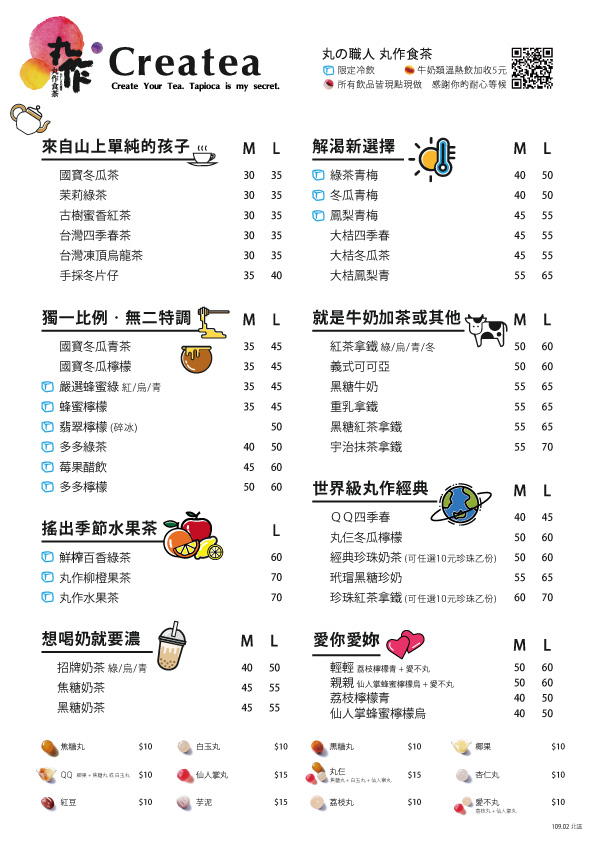 丸作
丸作食茶
Createa
Create Your Tea. Tapioca is my secret.
丸の職人 丸作食茶
限定冷飲 牛奶類溫熱飲加收5元
所有飲品皆現點現做 感謝你的耐心等候
來自山上單純的孩子 M L
國寶冬瓜茶 30 35
茉莉綠茶 30 35
古樹蜜香紅茶 30 35
台灣四季春茶 30 35
台灣凍頂烏龍茶 30 35
手採冬片仔 35 40
獨一比例・無二特調 M L
國寶冬瓜青茶 35 45
國寶冬瓜檸檬 35 45
嚴選蜂蜜綠 紅/烏/青 35 45
蜂蜜檸檬 35 45
翡翠檸檬 (碎冰) 50
多多綠茶 40 50
莓果醋飲 45 60
多多檸檬 50 60
搖出季節水果茶 L
鮮榨百香綠茶 60
丸作柳橙果茶 70
丸作水果茶 70
想喝奶就要濃 M L
招牌奶茶 綠/烏/青 40 50
焦糖奶茶 45 55
黑糖奶茶 45 55
解渴新選擇 M L
綠茶青梅 40 50
冬瓜青梅 40 50
鳳梨青梅 45 55
大桔四季春 45 55
大桔冬瓜茶 45 55
大桔鳳梨青 55 65
就是牛奶加茶或其他 M L
紅茶拿鐵 綠/烏/青/冬 50 60
義式可可亞 50 60
黑糖牛奶 55 65
重乳拿鐵 55 65
黑糖紅茶拿鐵 55 65
宇治抹茶拿鐵 55 70
世界級丸作經典 M L
QQ四季春 40 45
丸仨冬瓜檸檬 50 60
經典珍珠奶茶 (可任選10元珍珠乙份) 50 60
玳瑁黑糖珍奶 55 65
珍珠紅茶拿鐵 (可任選10元珍珠乙份) 60 70
愛你愛妳 M L
輕輕 荔枝檸檬青 + 愛不丸 50 60
親親 仙人掌蜂蜜檸檬烏 + 愛不丸 50 60
荔枝檸檬青 40 50
仙人掌蜂蜜檸檬烏 40 50
焦糖丸 $10 白玉丸 $10 黑糖丸 $10 椰果 $10
QQ 椰果 + 焦糖丸 或 白玉丸 $10 仙人掌丸 $15 丸仨 $15 杏仁丸 $10
焦糖丸 + 白玉丸 + 仙人掌丸
紅豆 $10 芋泥 $15 荔枝丸 $10 愛不丸 $10
荔枝丸 + 仙人掌丸
109.02 北區